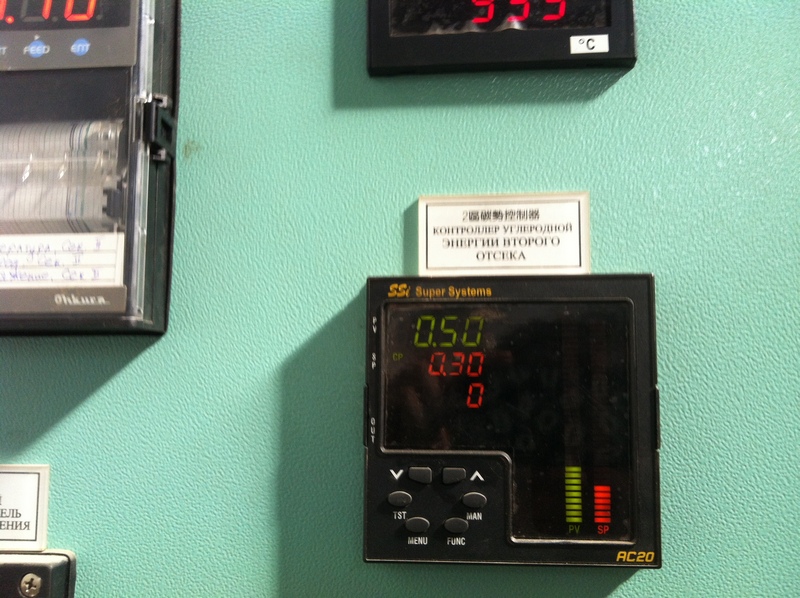 FEED
ENT
°C
2區碳勢控制器
КОНТРОЛЛЕР УГЛЕРОДНОЙ
ЭНЕРГИИ ВТОРОГО
ОТСЕКА
Ohkura
SSi Super Systems
PV
0.50
SP
CP
0.30
0
OUT
TST
MAN
MENU
FUNC
PV
SP
AC20